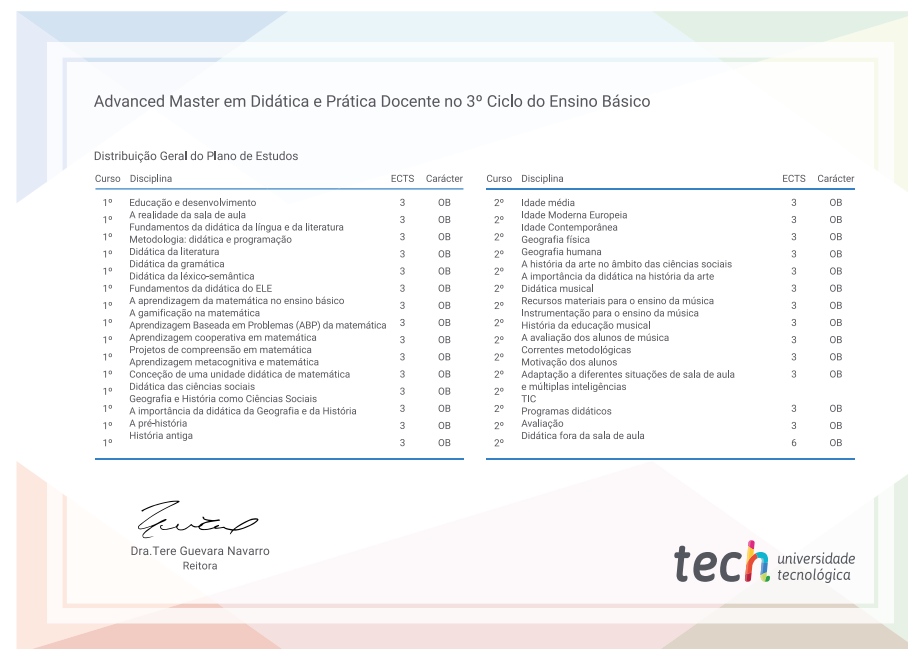 Advanced Master em Didática e Prática Docente no 3º Ciclo do Ensino Básico
Distribuição Geral do Plano de Estudos
Curso Disciplina ECTS Carácter
1º Educação e desenvolvimento 3 OB
1º A realidade da sala de aula 3 OB
Fundamentos da didática da língua e da literatura
1º Metodologia: didática e programação 3 OB
1º Didática da literatura 3 OB
Didática da gramática
1º Didática da léxico-semântica 3 OB
1º Fundamentos da didática do ELE 3 OB
1º A aprendizagem da matemática no ensino básico 3 OB
A gamificação na matemática
1º Aprendizagem Baseada em Problemas (ABP) da matemática 3 OB
1º Aprendizagem cooperativa em matemática 3 OB
Projetos de compreensão em matemática
1º Aprendizagem metacognitiva e matemática 3 OB
1º Conceção de uma unidade didática de matemática 3 OB
1º Didática das ciências sociais 3 OB
Geografia e História como Ciências Sociais
1º A importância da didática da Geografia e da História 3 OB
1º A pré-história 3 OB
1º História antiga 3 OB
Curso Disciplina ECTS Carácter
2º Idade média 3 OB
2º Idade Moderna Europeia 3 OB
Idade Contemporânea
2º Geografia física 3 OB
2º Geografia humana 3 OB
A história da arte no âmbito das ciências sociais
2º A importância da didática na história da arte 3 OB
2º Didática musical 3 OB
2º Recursos materiais para o ensino da música 3 OB
Instrumentação para o ensino da música
2º História da educação musical 3 OB
2º A avaliação dos alunos de música 3 OB
Correntes metodológicas
2º Motivação dos alunos 3 OB
2º Adaptação a diferentes situações de sala de aula 3 OB
2º e múltiplas inteligências
TIC
2º Programas didáticos 3 OB
2º Avaliação 3 OB
2º Didática fora da sala de aula 6 OB
Dra.Tere Guevara Navarro
Reitora
tech universidade
tecnológica